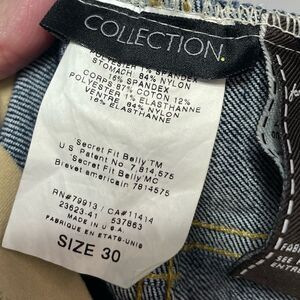 COLLECTION.
STOMACH: 84% NYLON
16% SPANDEX
CORPS 87% COTON 12%
POLYESTER 1% ELASTHANNE
VENTRE : 84% NYLON
16% ELASTHANNE
Secret Fit Belly TM
U S Patent No 7,814,575
Secret Fit Belly MC
Brevet americain 7814575
RN#79913 / CA#11414
23623-41 537863
MADE IN U.S.A
FABRIQUE EN ETATS-UNIS
SIZE 30